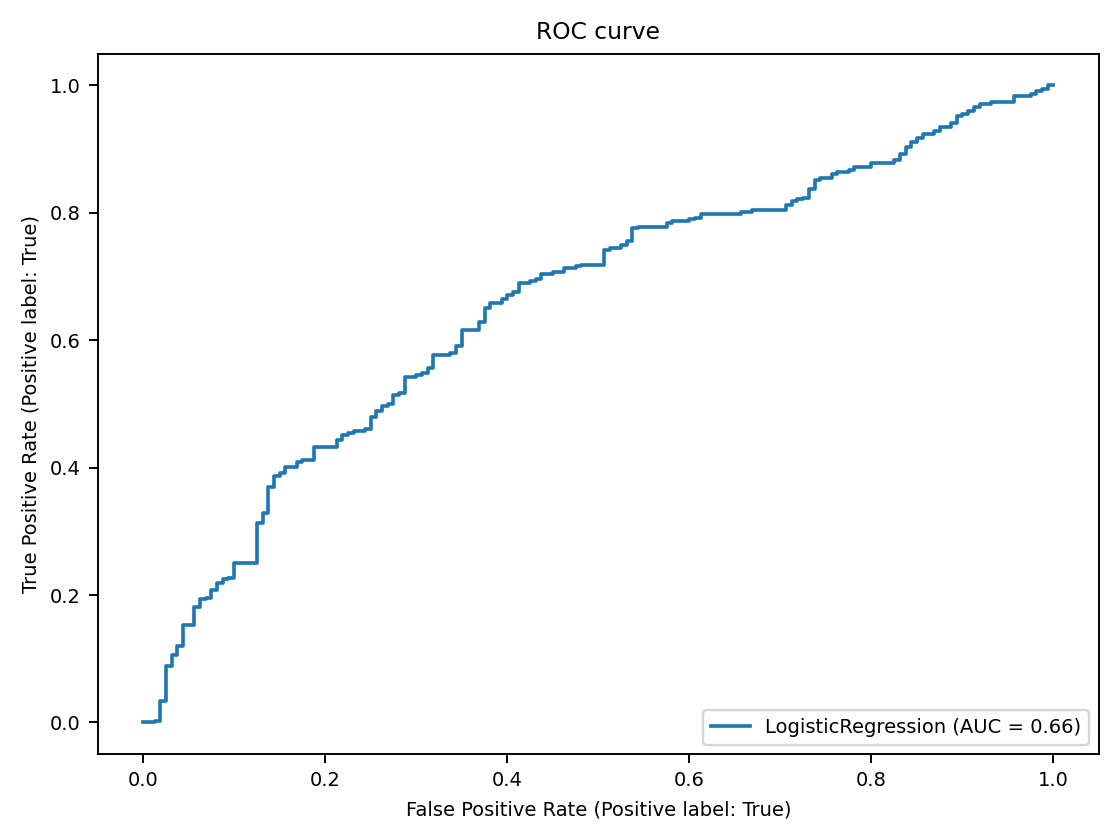 ROC curve
True Positive Rate (Positive label: True)
1.0
0.8
0.6
0.4
0.2
0.0
LogisticRegression (AUC = 0.66)
0.0 0.2 0.4 0.6 0.8 1.0
False Positive Rate (Positive label: True)